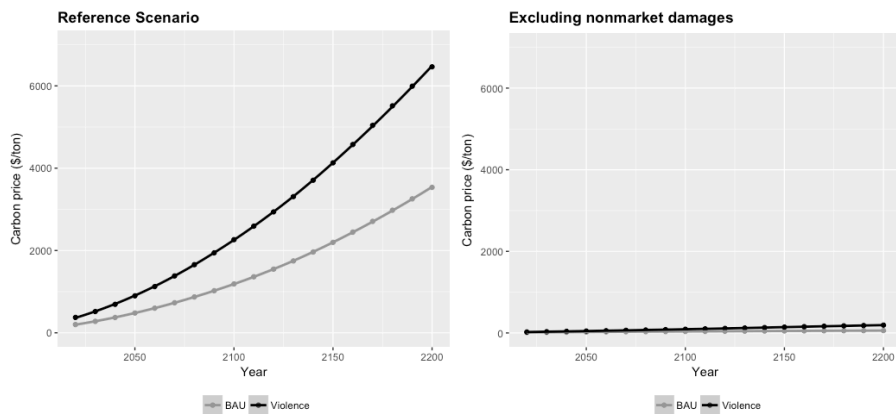 Reference Scenario
Excluding nonmarket damages
Carbon price ($/ton)
6000
4000
2000
0
2050
2100
2150
2200
Year
BAU
Violence
Carbon price ($/ton)
6000
4000
2000
0
2050
2100
2150
2200
Year
BAU
Violence